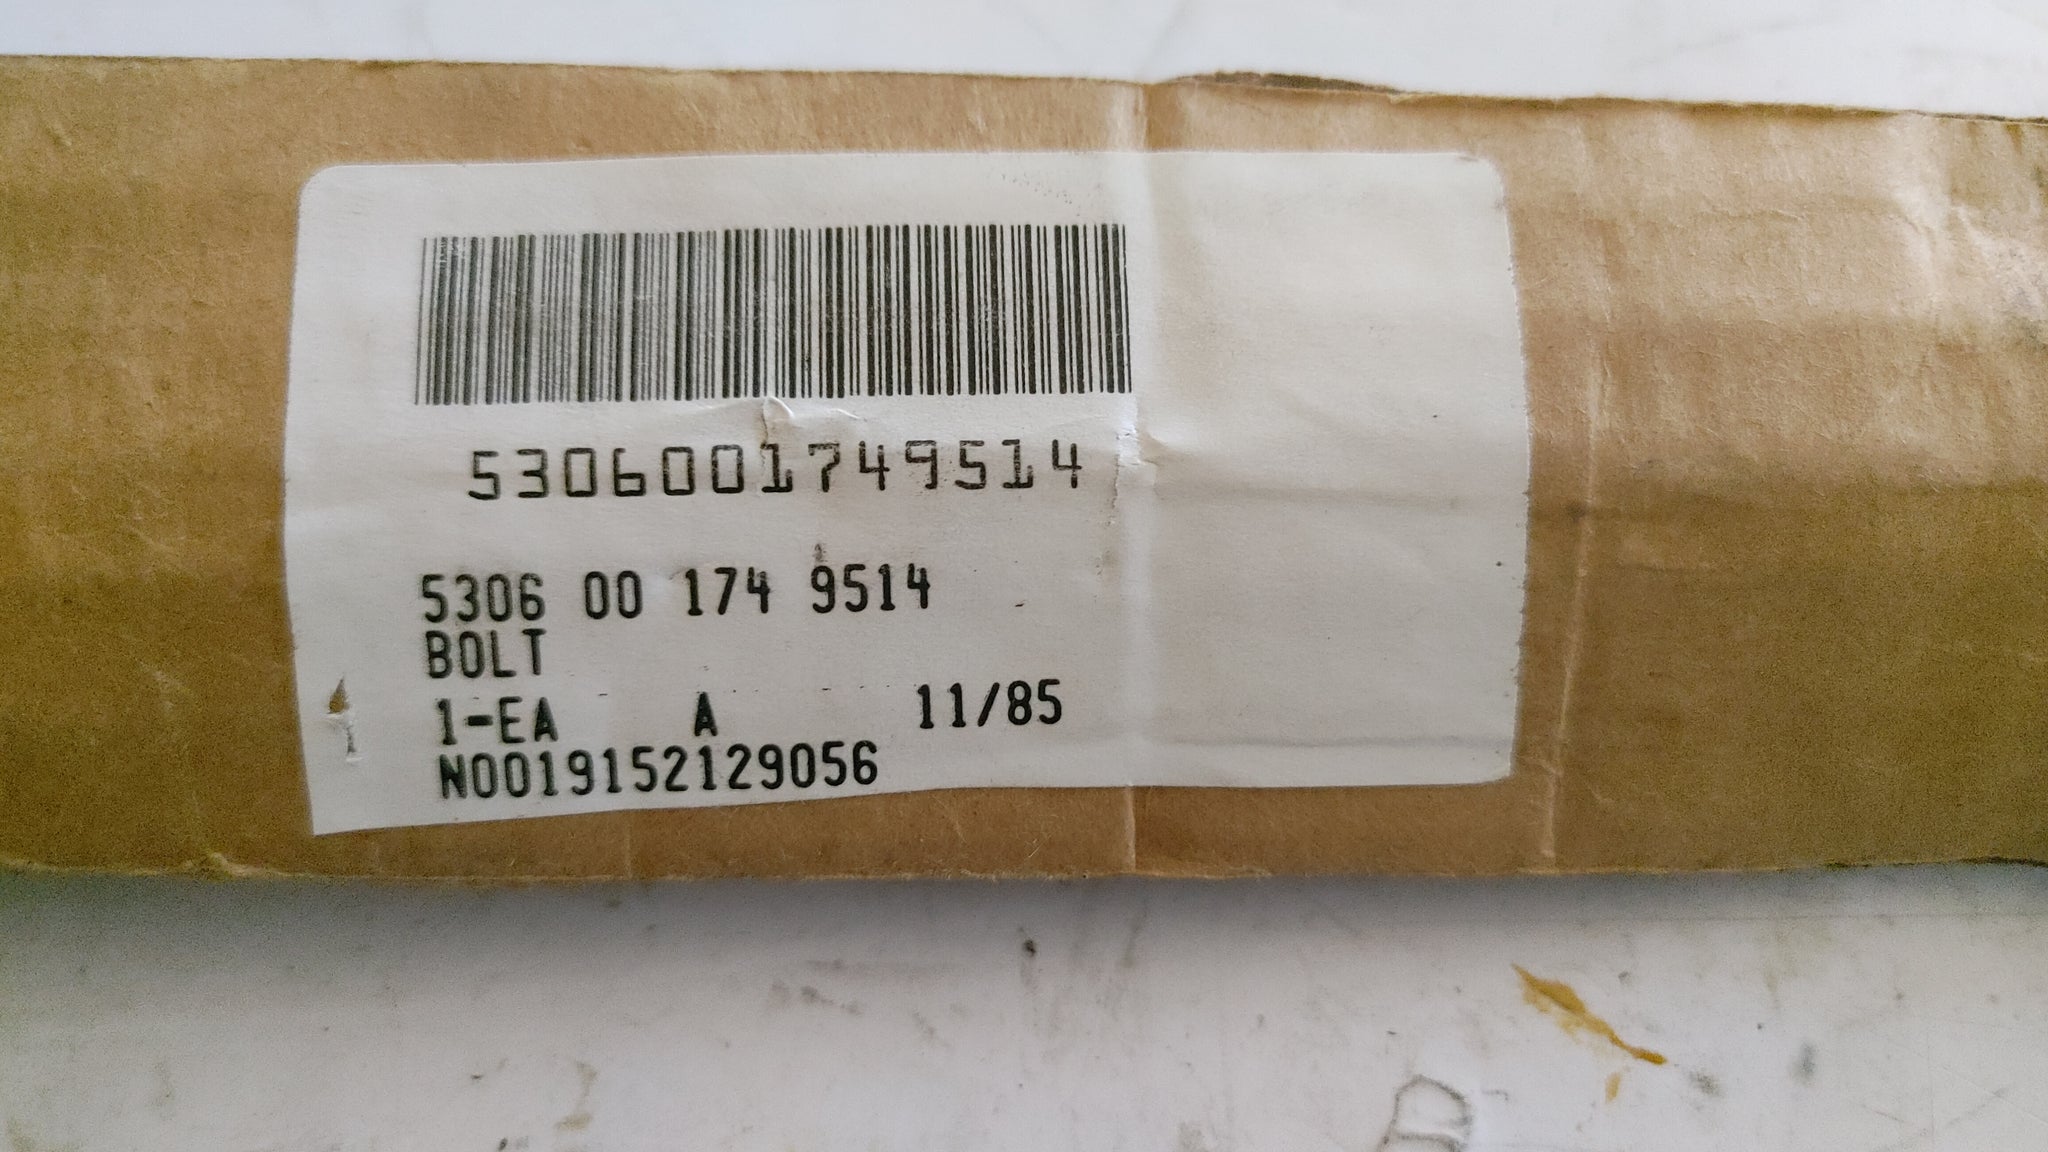 5306001749514
5306 00 174 9514
BOLT
1-EA A 11/85
N0019152129056